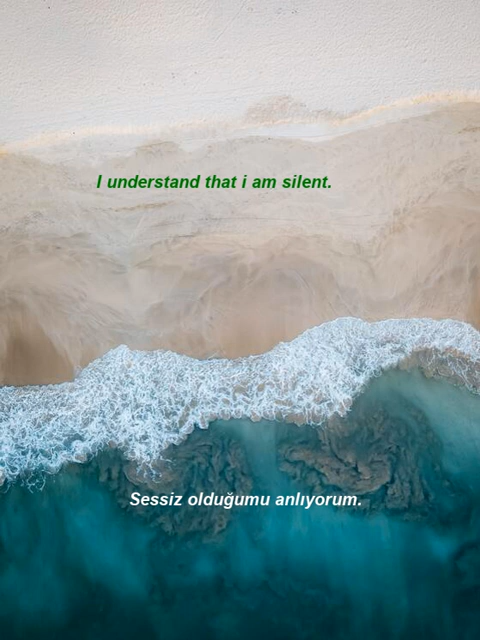 I understand that i am silent.
Sessiz olduğumu anlıyorum.